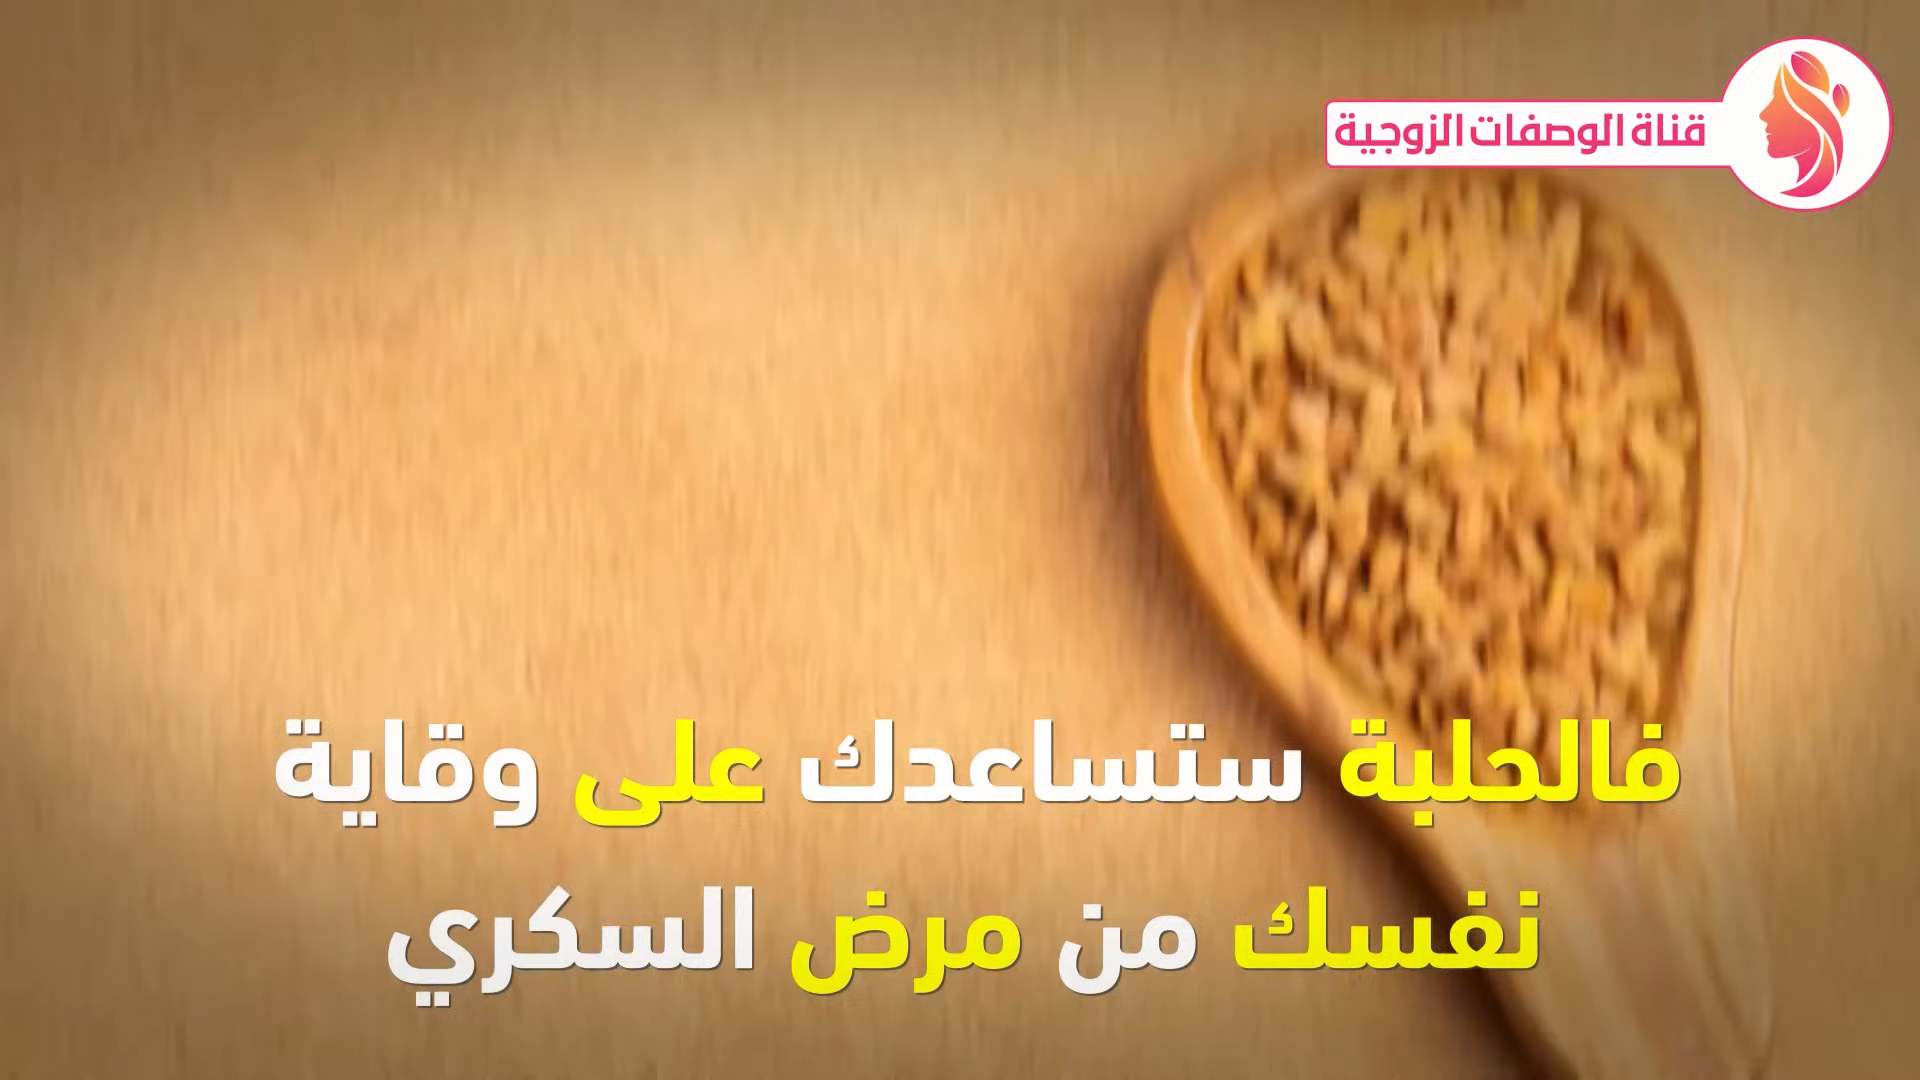 قناة الوصفات الزوجية
فالحلبة ستساعدك على وقاية
نفسك من مرض السكري